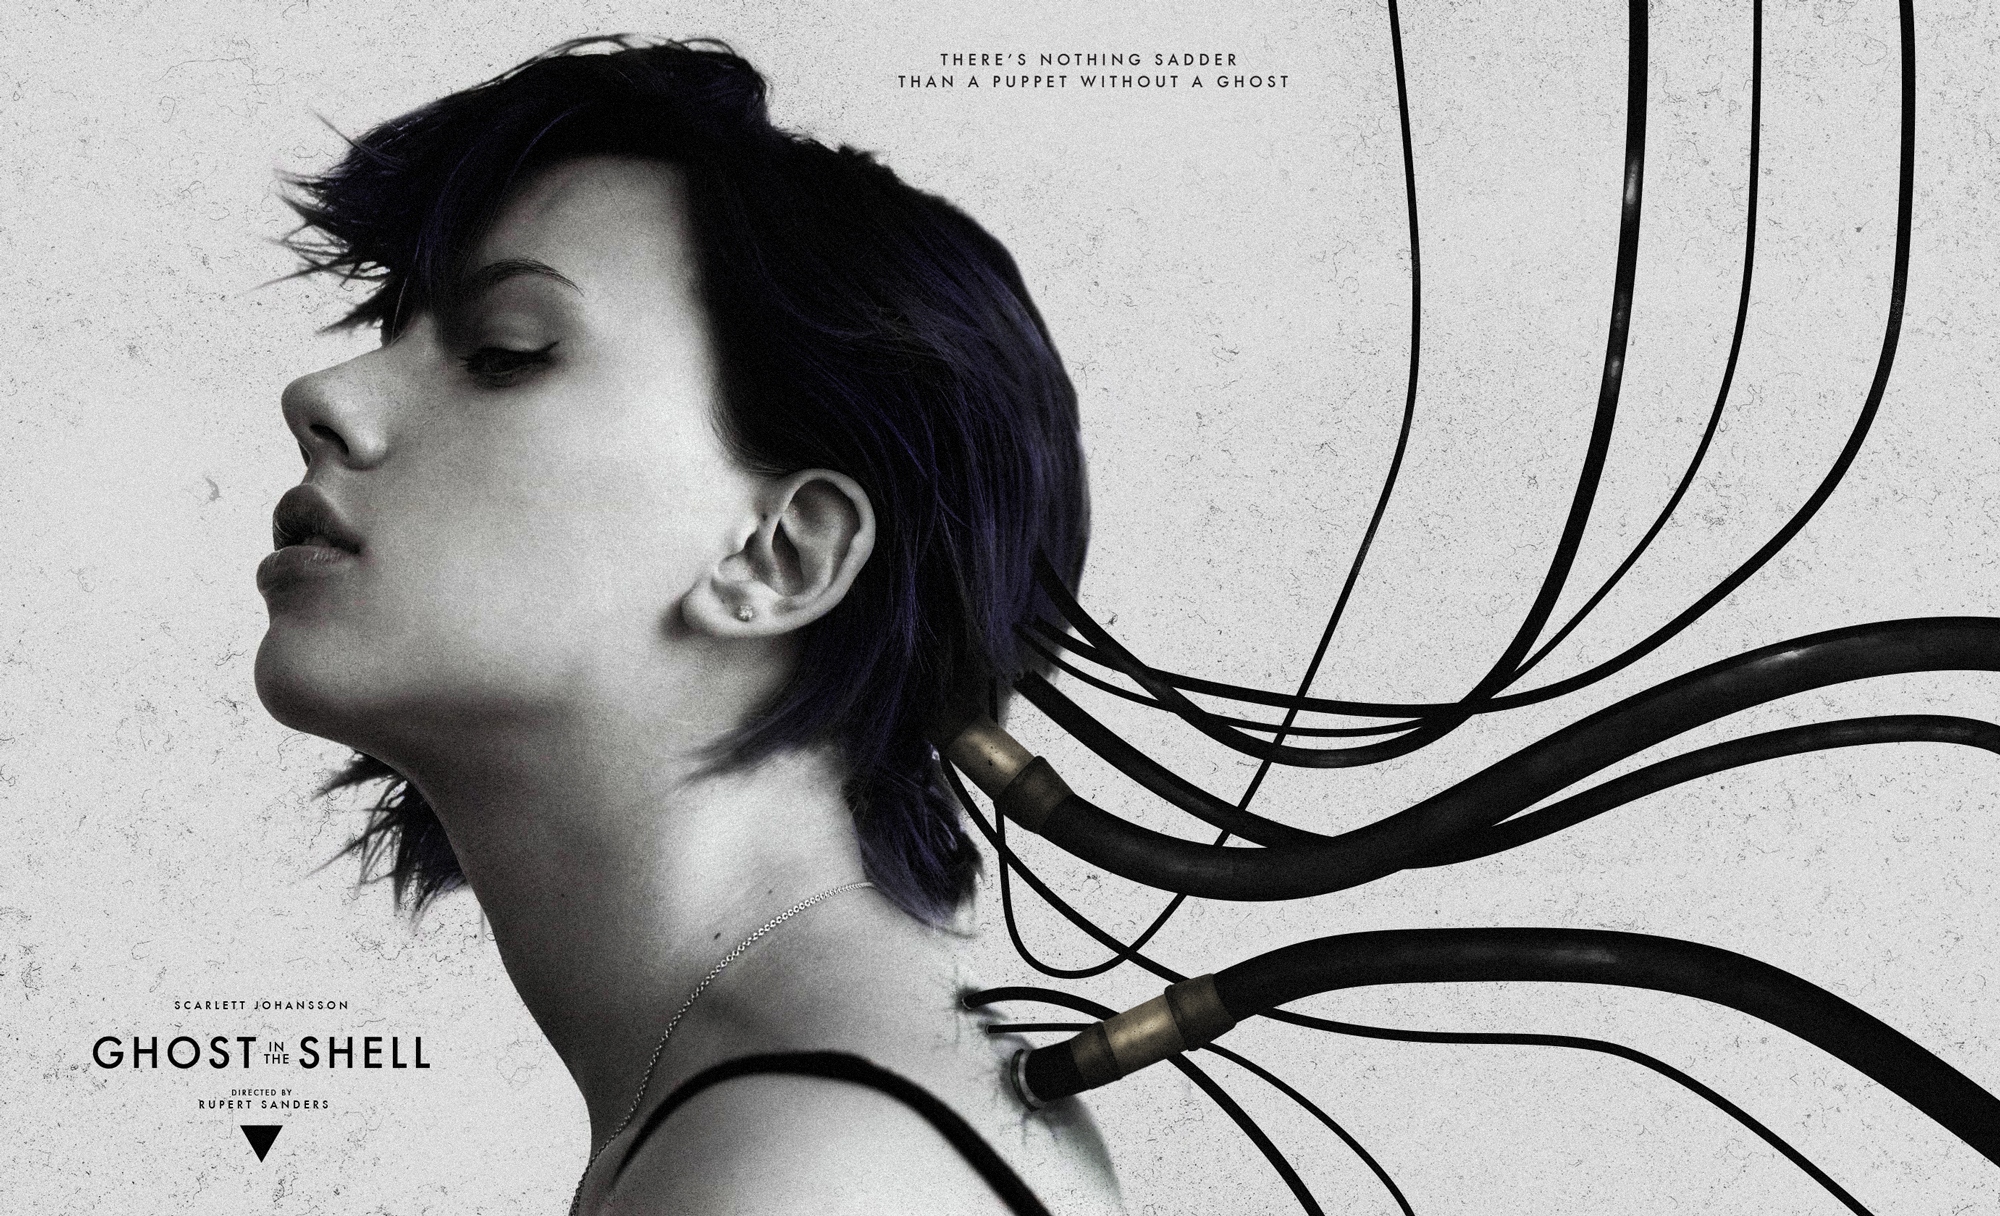 THERE'S NOTHING SADDER
THAN A PUPPET WITHOUT A GHOST
SCARLETT JOHANSSON
GHOST IN THE SHELL
DIRECTED BY
RUPERT SANDERS